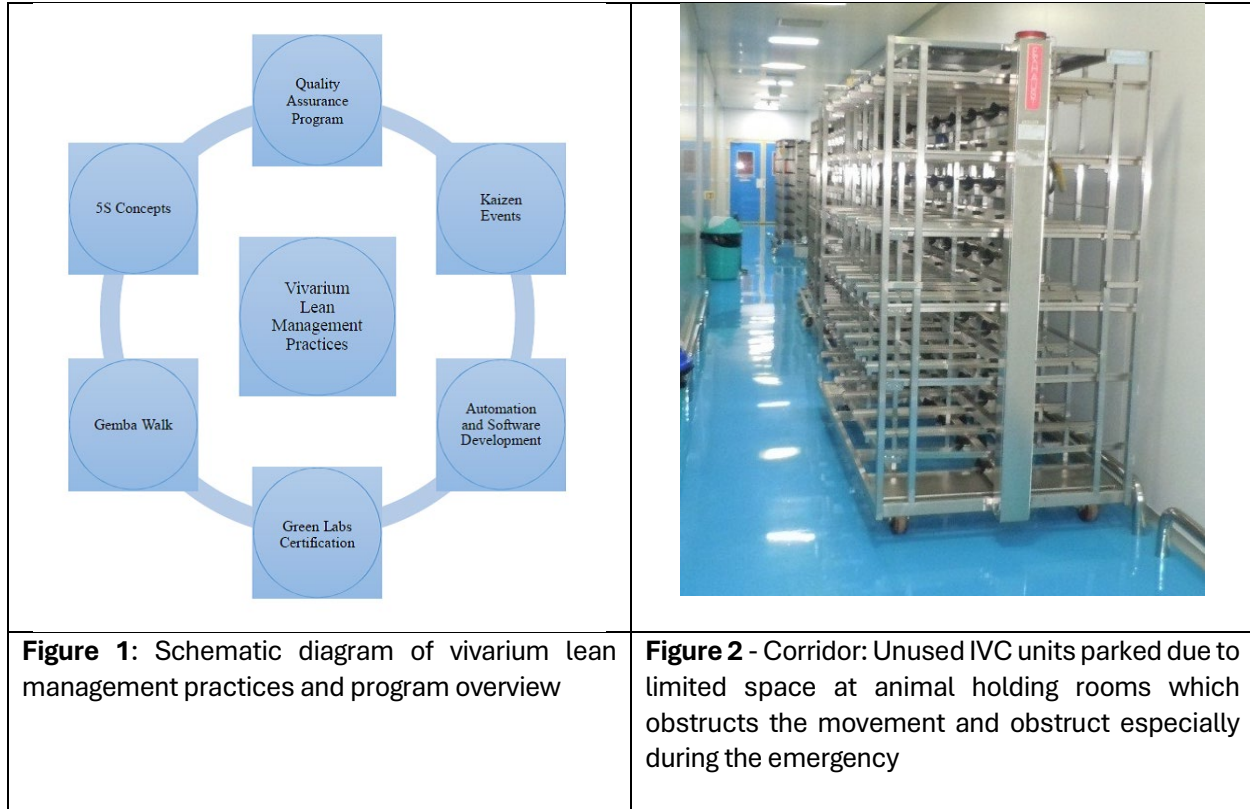 Quality
Assurance
Program
5S Concepts
Kaizen
Events
Vivarium
Lean
Management
Practices
Gemba Walk
Automation
and Software
Development
Green Labs
Certification
EXHAUST
Figure 1: Schematic diagram of vivarium lean
management practices and program overview
Figure 2 - Corridor: Unused IVC units parked due to
limited space at animal holding rooms which
obstructs the movement and obstruct especially
during the emergency